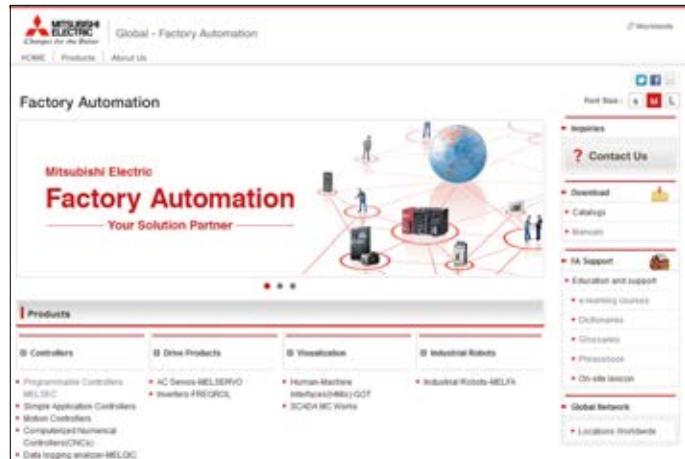 MITSUBISHI
ELECTRIC
Changes for the Better
Global - Factory Automation
Worldwide
HOME
Products
About Us
Font Size :
S
M
L
Factory Automation
Mitsubishi Electric
Factory Automation
Your Solution Partner
Inquiries
? Contact Us
Download
Catalogs
Manuals
FA Support
Education and support
e-learning courses
Dictionaries
Glossaries
Phrasebook
On-site lexicon
Global Network
Locations Worldwide
Products
Controllers
Programmable Controllers
MELSEC
Simple Application Controllers
Motion Controllers
Computerized Numerical
Controllers(CNCs)
Data logging analyzer-MELQIC
Drive Products
AC Servos-MELSERVO
Inverters-FREQROL
Visualization
Human-Machine
Interfaces(HMIs)-GOT
SCADA MC Works
Industrial Robots
Industrial Robots-MELFA